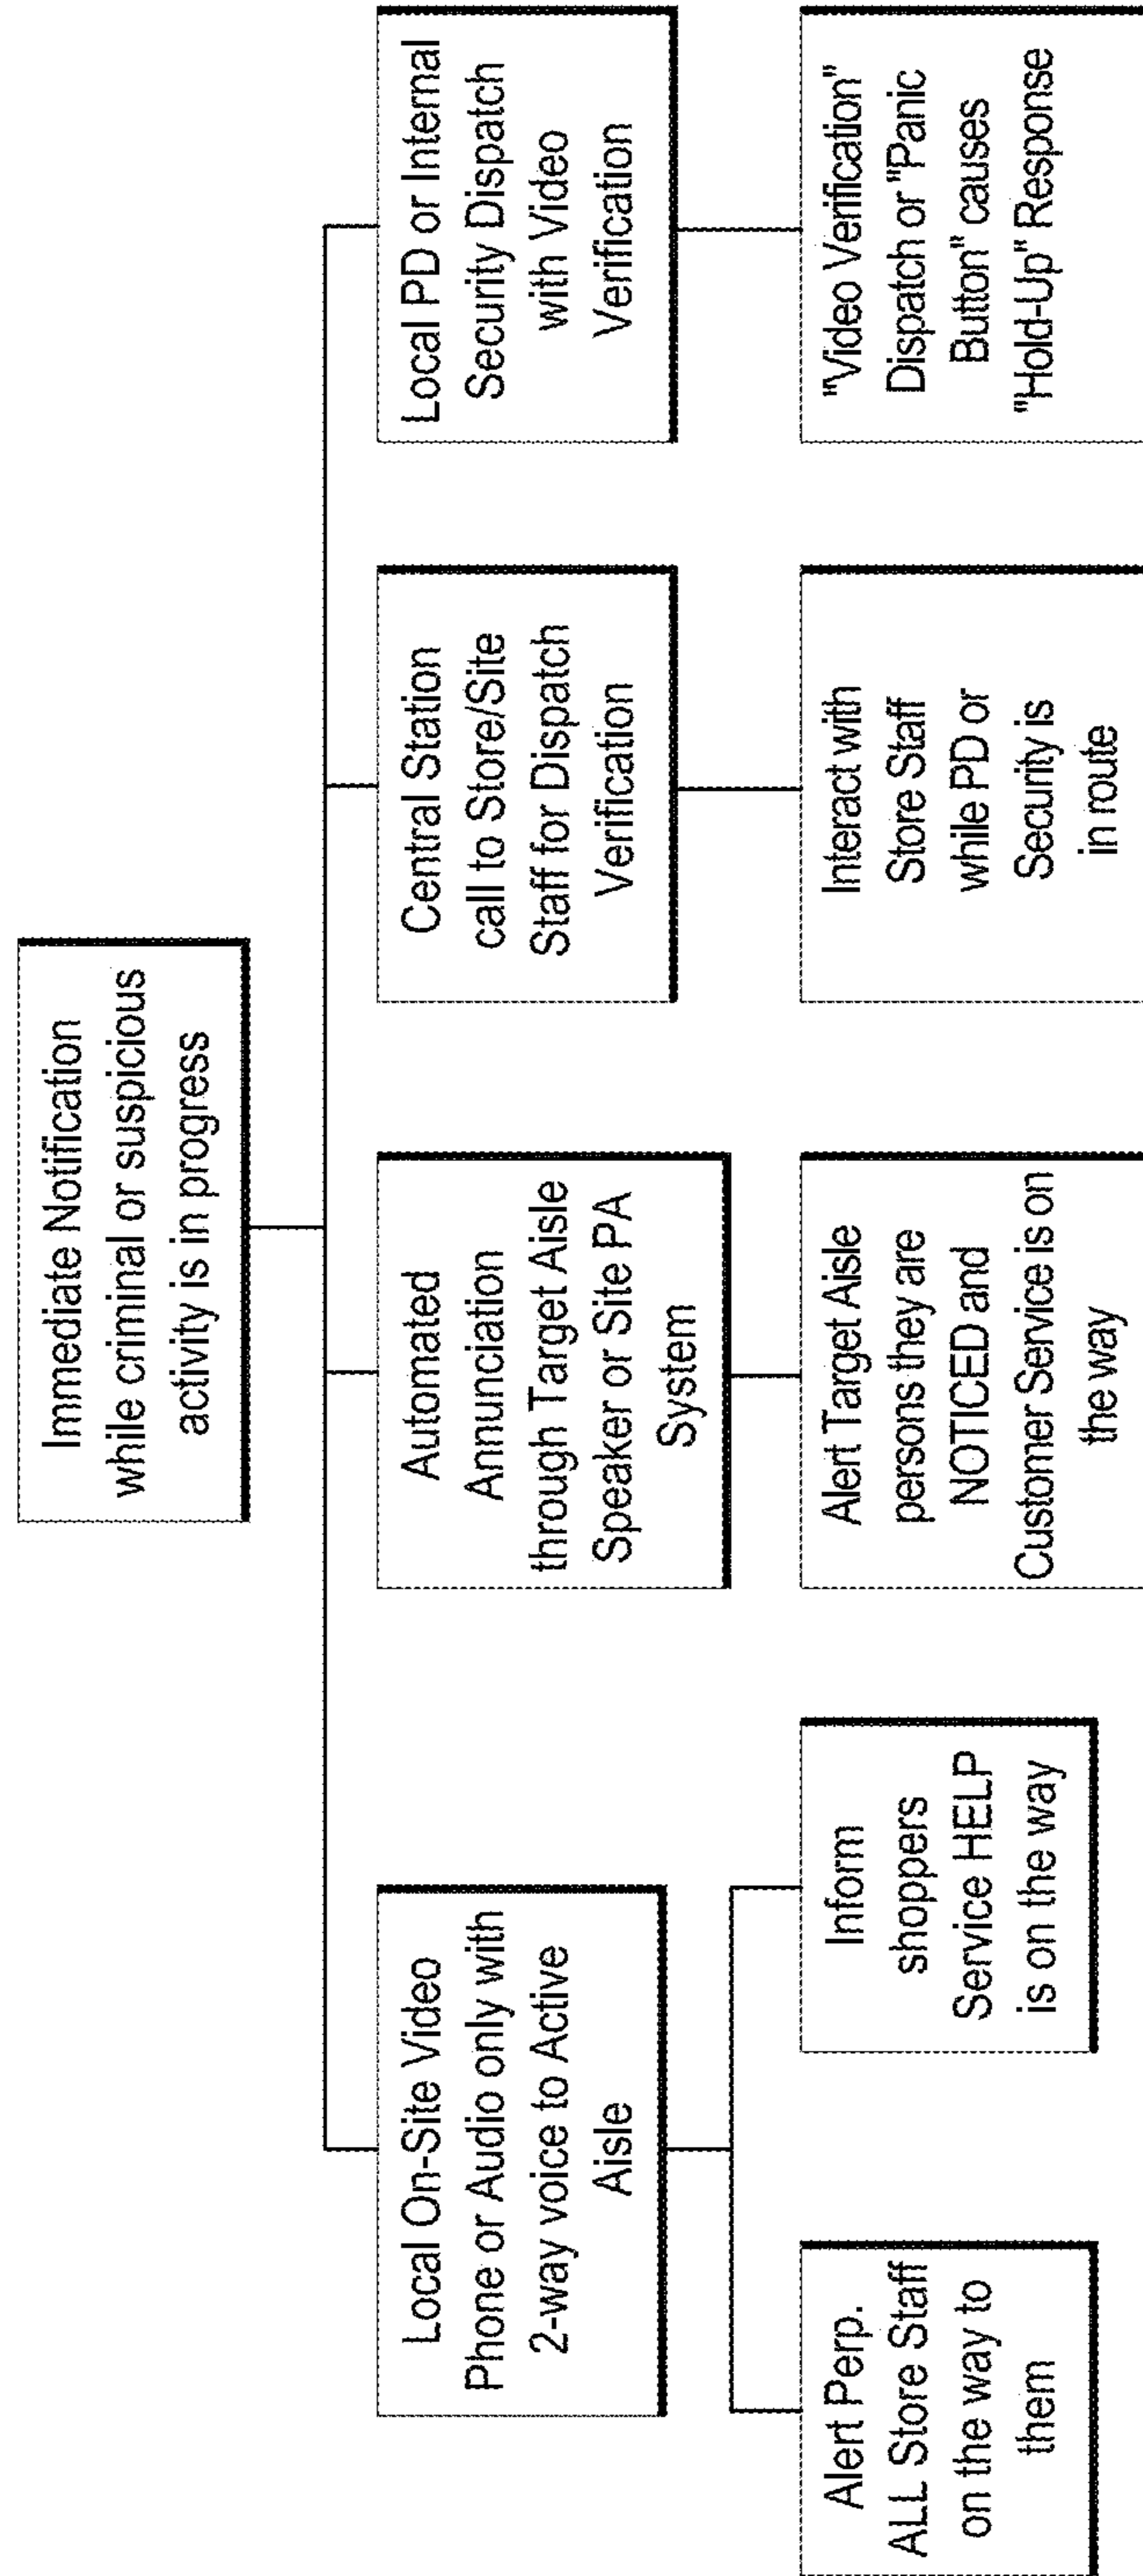 Immediate Notification
while criminal or suspicious
activity is in progress
Local On-Site Video
Phone or Audio only with
2-way voice to Active
Aisle
Automated
Annunciation
through Target Aisle
Speaker or Site PA
System
Central Station
call to Store/Site
Staff for Dispatch
Verification
Local PD or Internal
Security Dispatch
with Video
Verification
Alert Perp.
ALL Store Staff
on the way to
them
Inform
shoppers
Service HELP
is on the way
Alert Target Aisle
persons they are
NOTICED and
Customer Service is on
the way
Interact with
Store Staff
while PD or
Security is
in route
"Video Verification"
Dispatch or "Panic
Button" causes
"Hold-Up" Response